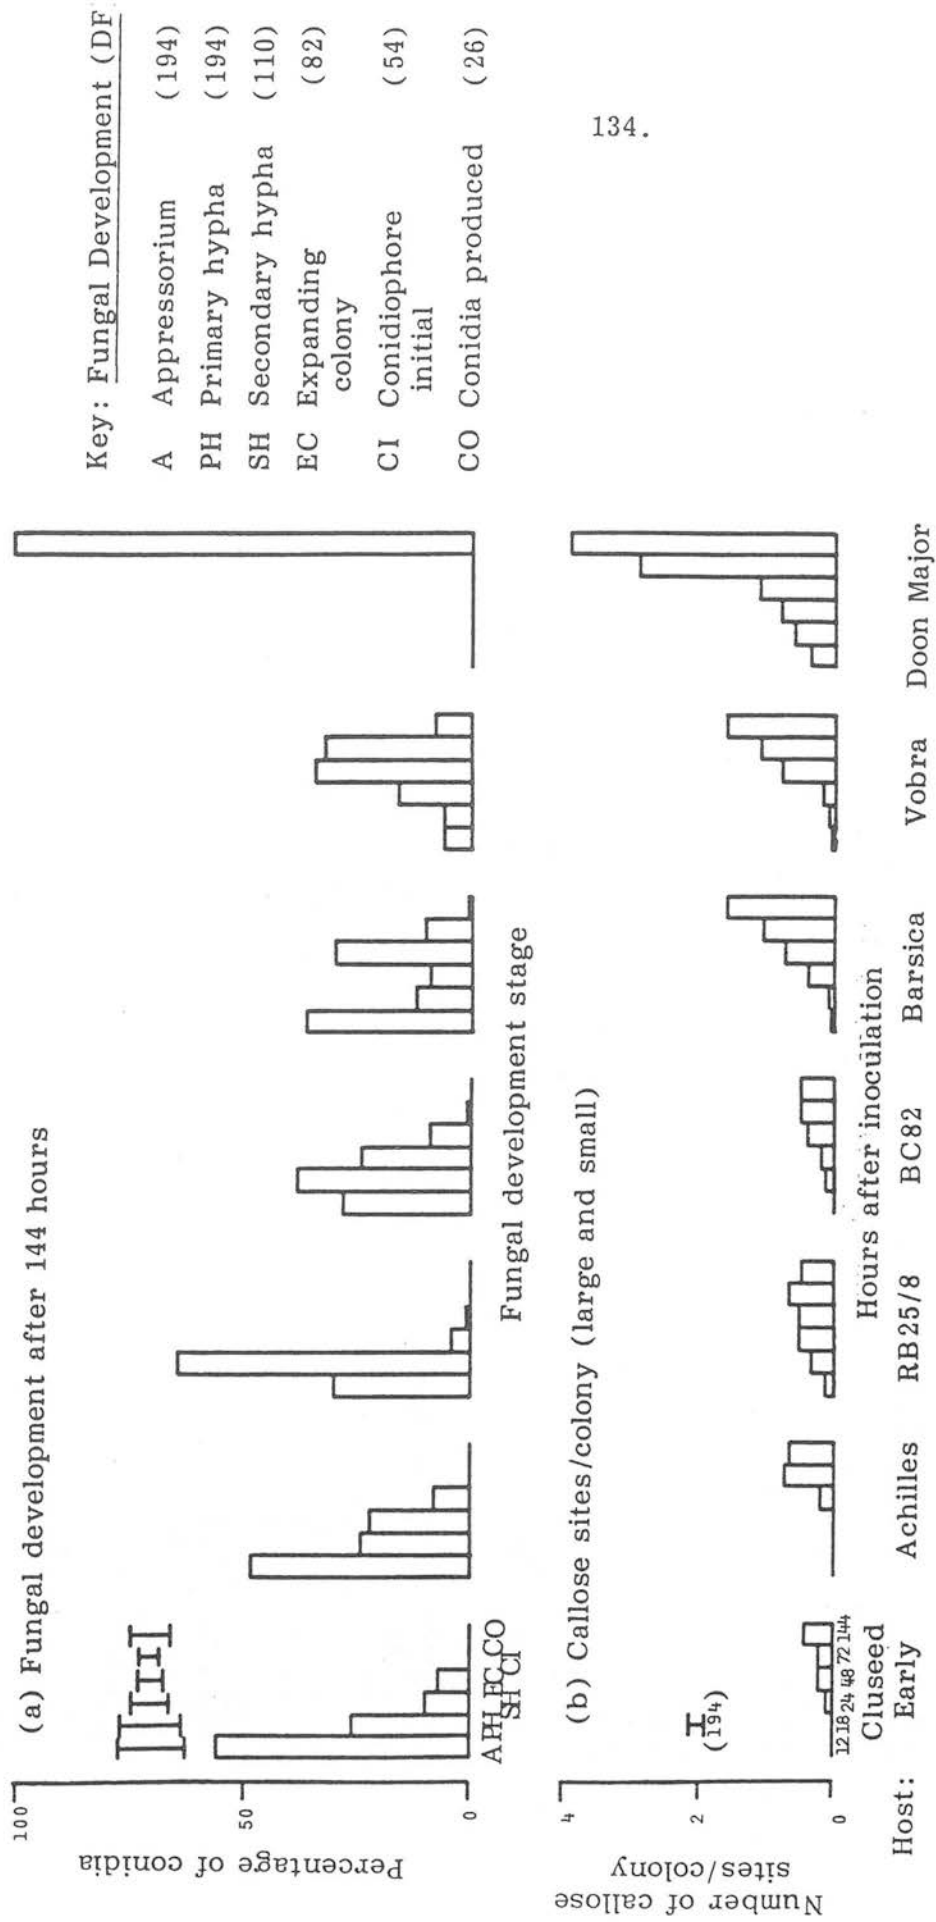 134.
(a) Fungal development after 144 hours
Percentage of conidia
100
50
0
A PH SH EC CI CO
Fungal development stage
Key: Fungal Development (DF
A Appressorium (194)
PH Primary hypha (194)
SH Secondary hypha (110)
EC Expanding colony (82)
CI Conidiophore initial (54)
CO Conidia produced (26)
(b) Callose sites/colony (large and small)
Number of callose
sites/colony
4
2
0
(194)
12 18 24 48 72 144
Hours after inoculation
Host: Cluseed Early Achilles RB25/8 BC82 Barsica Vobra Doon Major